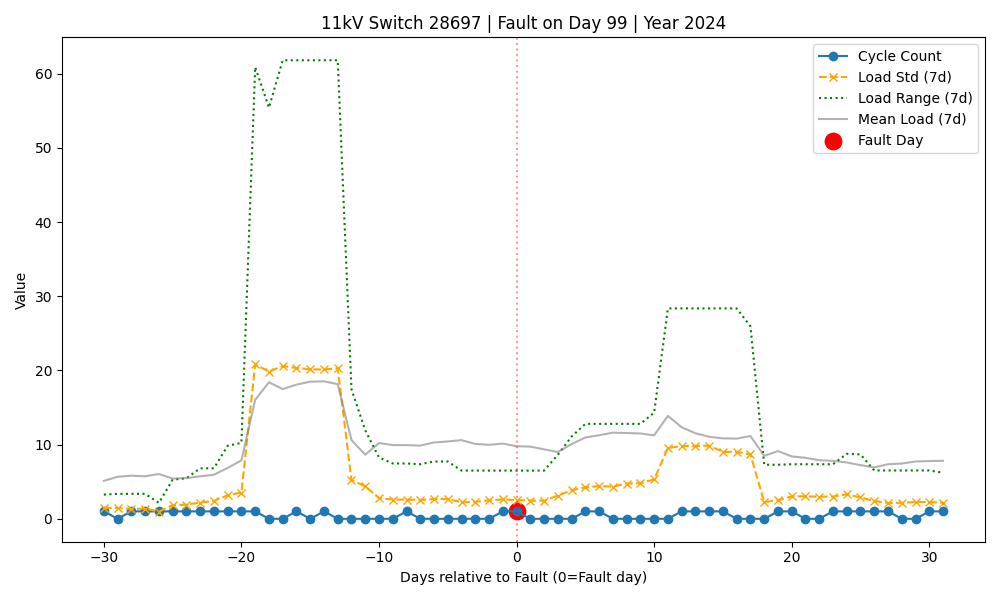 11kV Switch 28697 | Fault on Day 99 | Year 2024
Cycle Count
Load Std (7d)
Load Range (7d)
Mean Load (7d)
Fault Day
Value
60
50
40
30
20
10
0
−30
−20
−10
0
10
20
30
Days relative to Fault (0=Fault day)